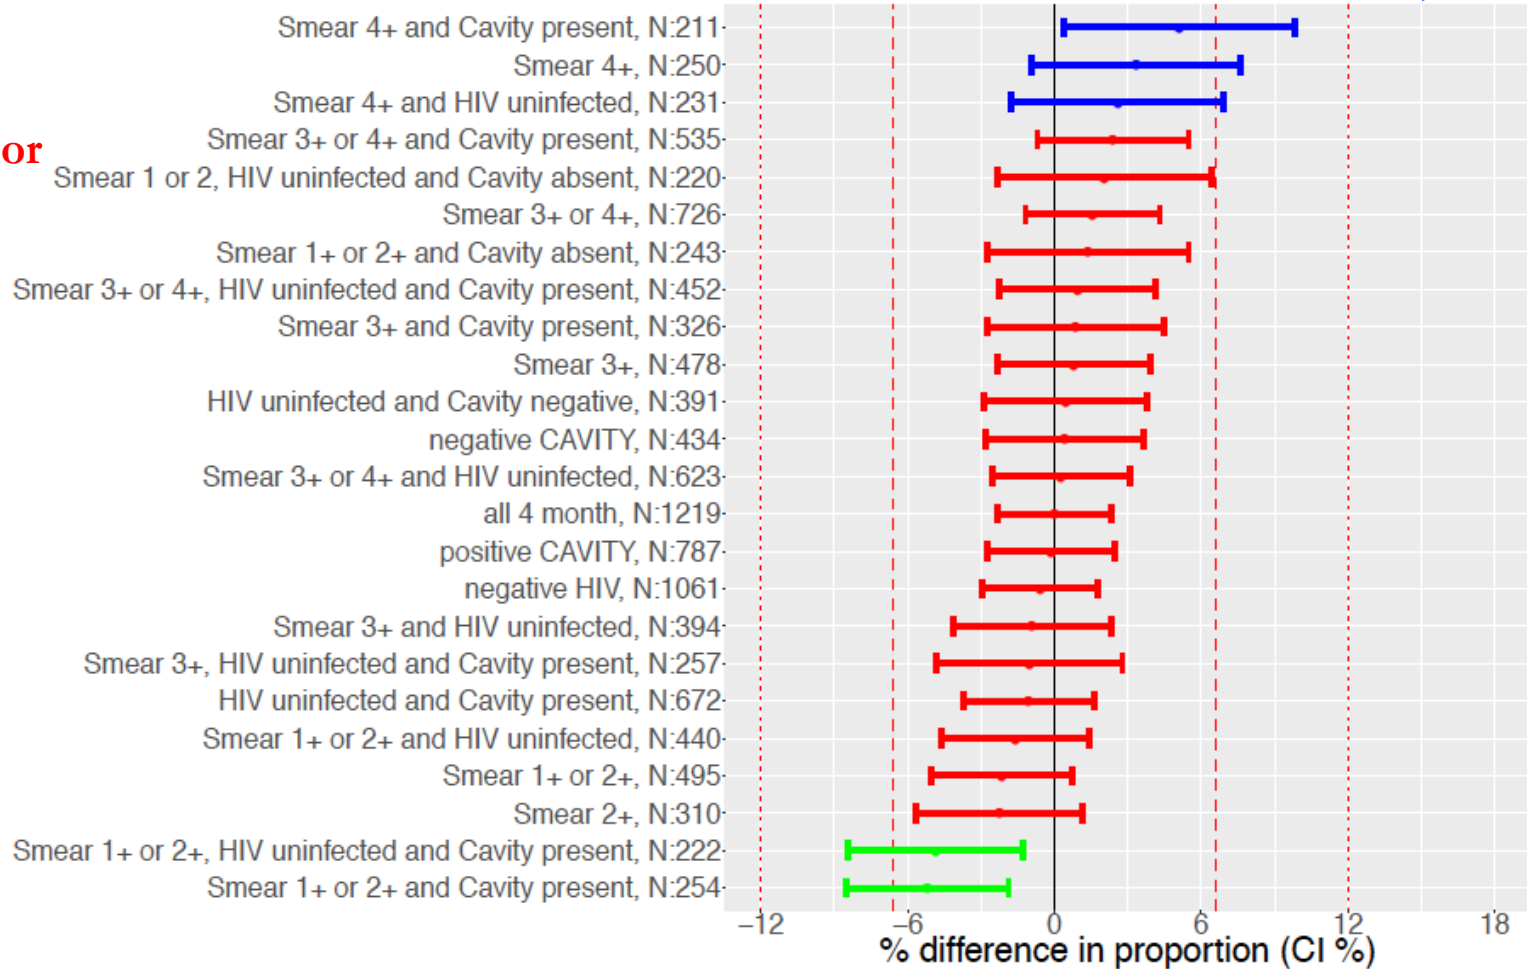 Smear 4+ and Cavity present, N:211
Smear 4+, N:250
Smear 4+ and HIV uninfected, N:231
Smear 3+ or 4+ and Cavity present, N:535
or
Smear 1 or 2, HIV uninfected and Cavity absent, N:220
Smear 3+ or 4+, N:726
Smear 1+ or 2+ and Cavity absent, N:243
Smear 3+ or 4+, HIV uninfected and Cavity present, N:452
Smear 3+ and Cavity present, N:326
Smear 3+, N:478
HIV uninfected and Cavity negative, N:391
negative CAVITY, N:434
Smear 3+ or 4+ and HIV uninfected, N:623
all 4 month, N:1219
positive CAVITY, N:787
negative HIV, N:1061
Smear 3+ and HIV uninfected, N:394
Smear 3+, HIV uninfected and Cavity present, N:257
HIV uninfected and Cavity present, N:672
Smear 1+ or 2+ and HIV uninfected, N:440
Smear 1+ or 2+, N:495
Smear 2+, N:310
Smear 1+ or 2+, HIV uninfected and Cavity present, N:222
Smear 1+ or 2+ and Cavity present, N:254
−12 −6 0 6 12 18
% difference in proportion (CI %)